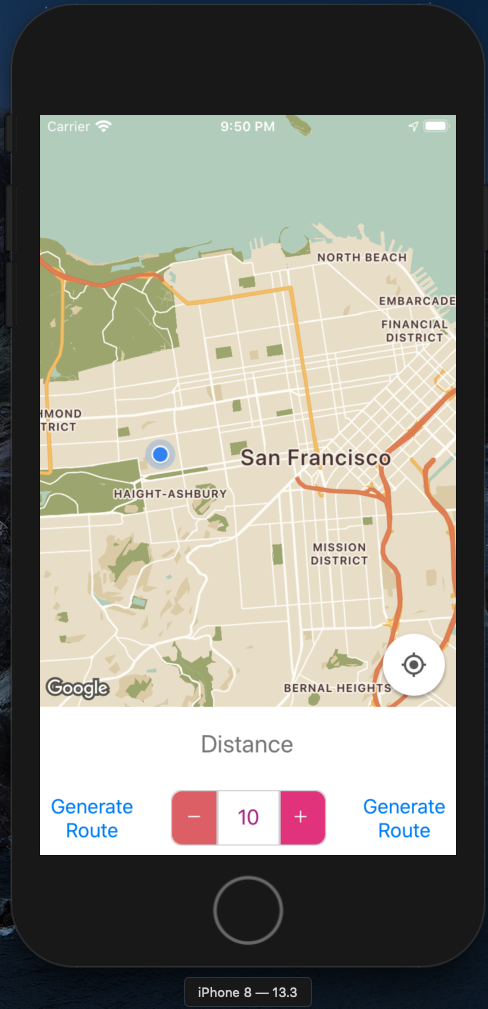 Carrier 9:50 PM
NORTH BEACH
EMBARCADE
FINANCIAL
DISTRICT
HMOND
TRICT
San Francisco
HAIGHT-ASHBURY
MISSION
DISTRICT
BERNAL HEIGHTS
Google
Distance
Generate
Route
− 10 +
Generate
Route
iPhone 8 — 13.3